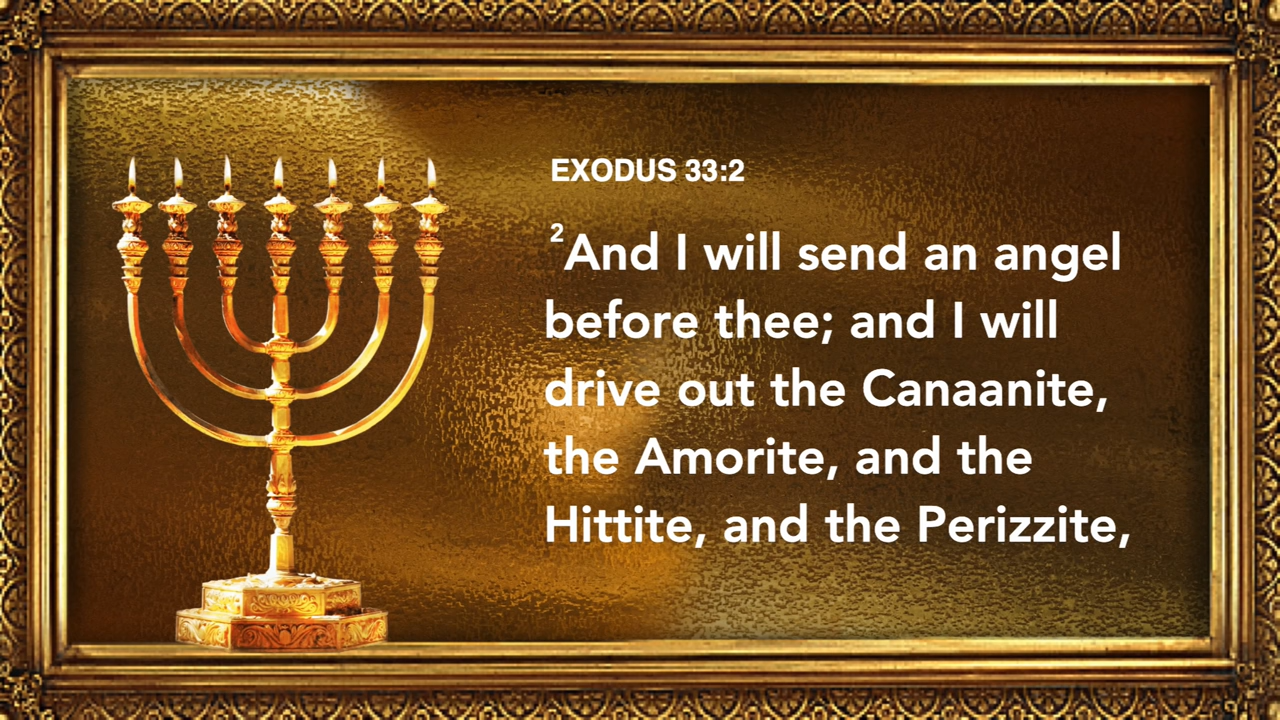 EXODUS 33:2
²And I will send an angel
before thee; and I will
drive out the Canaanite,
the Amorite, and the
Hittite, and the Perizzite,